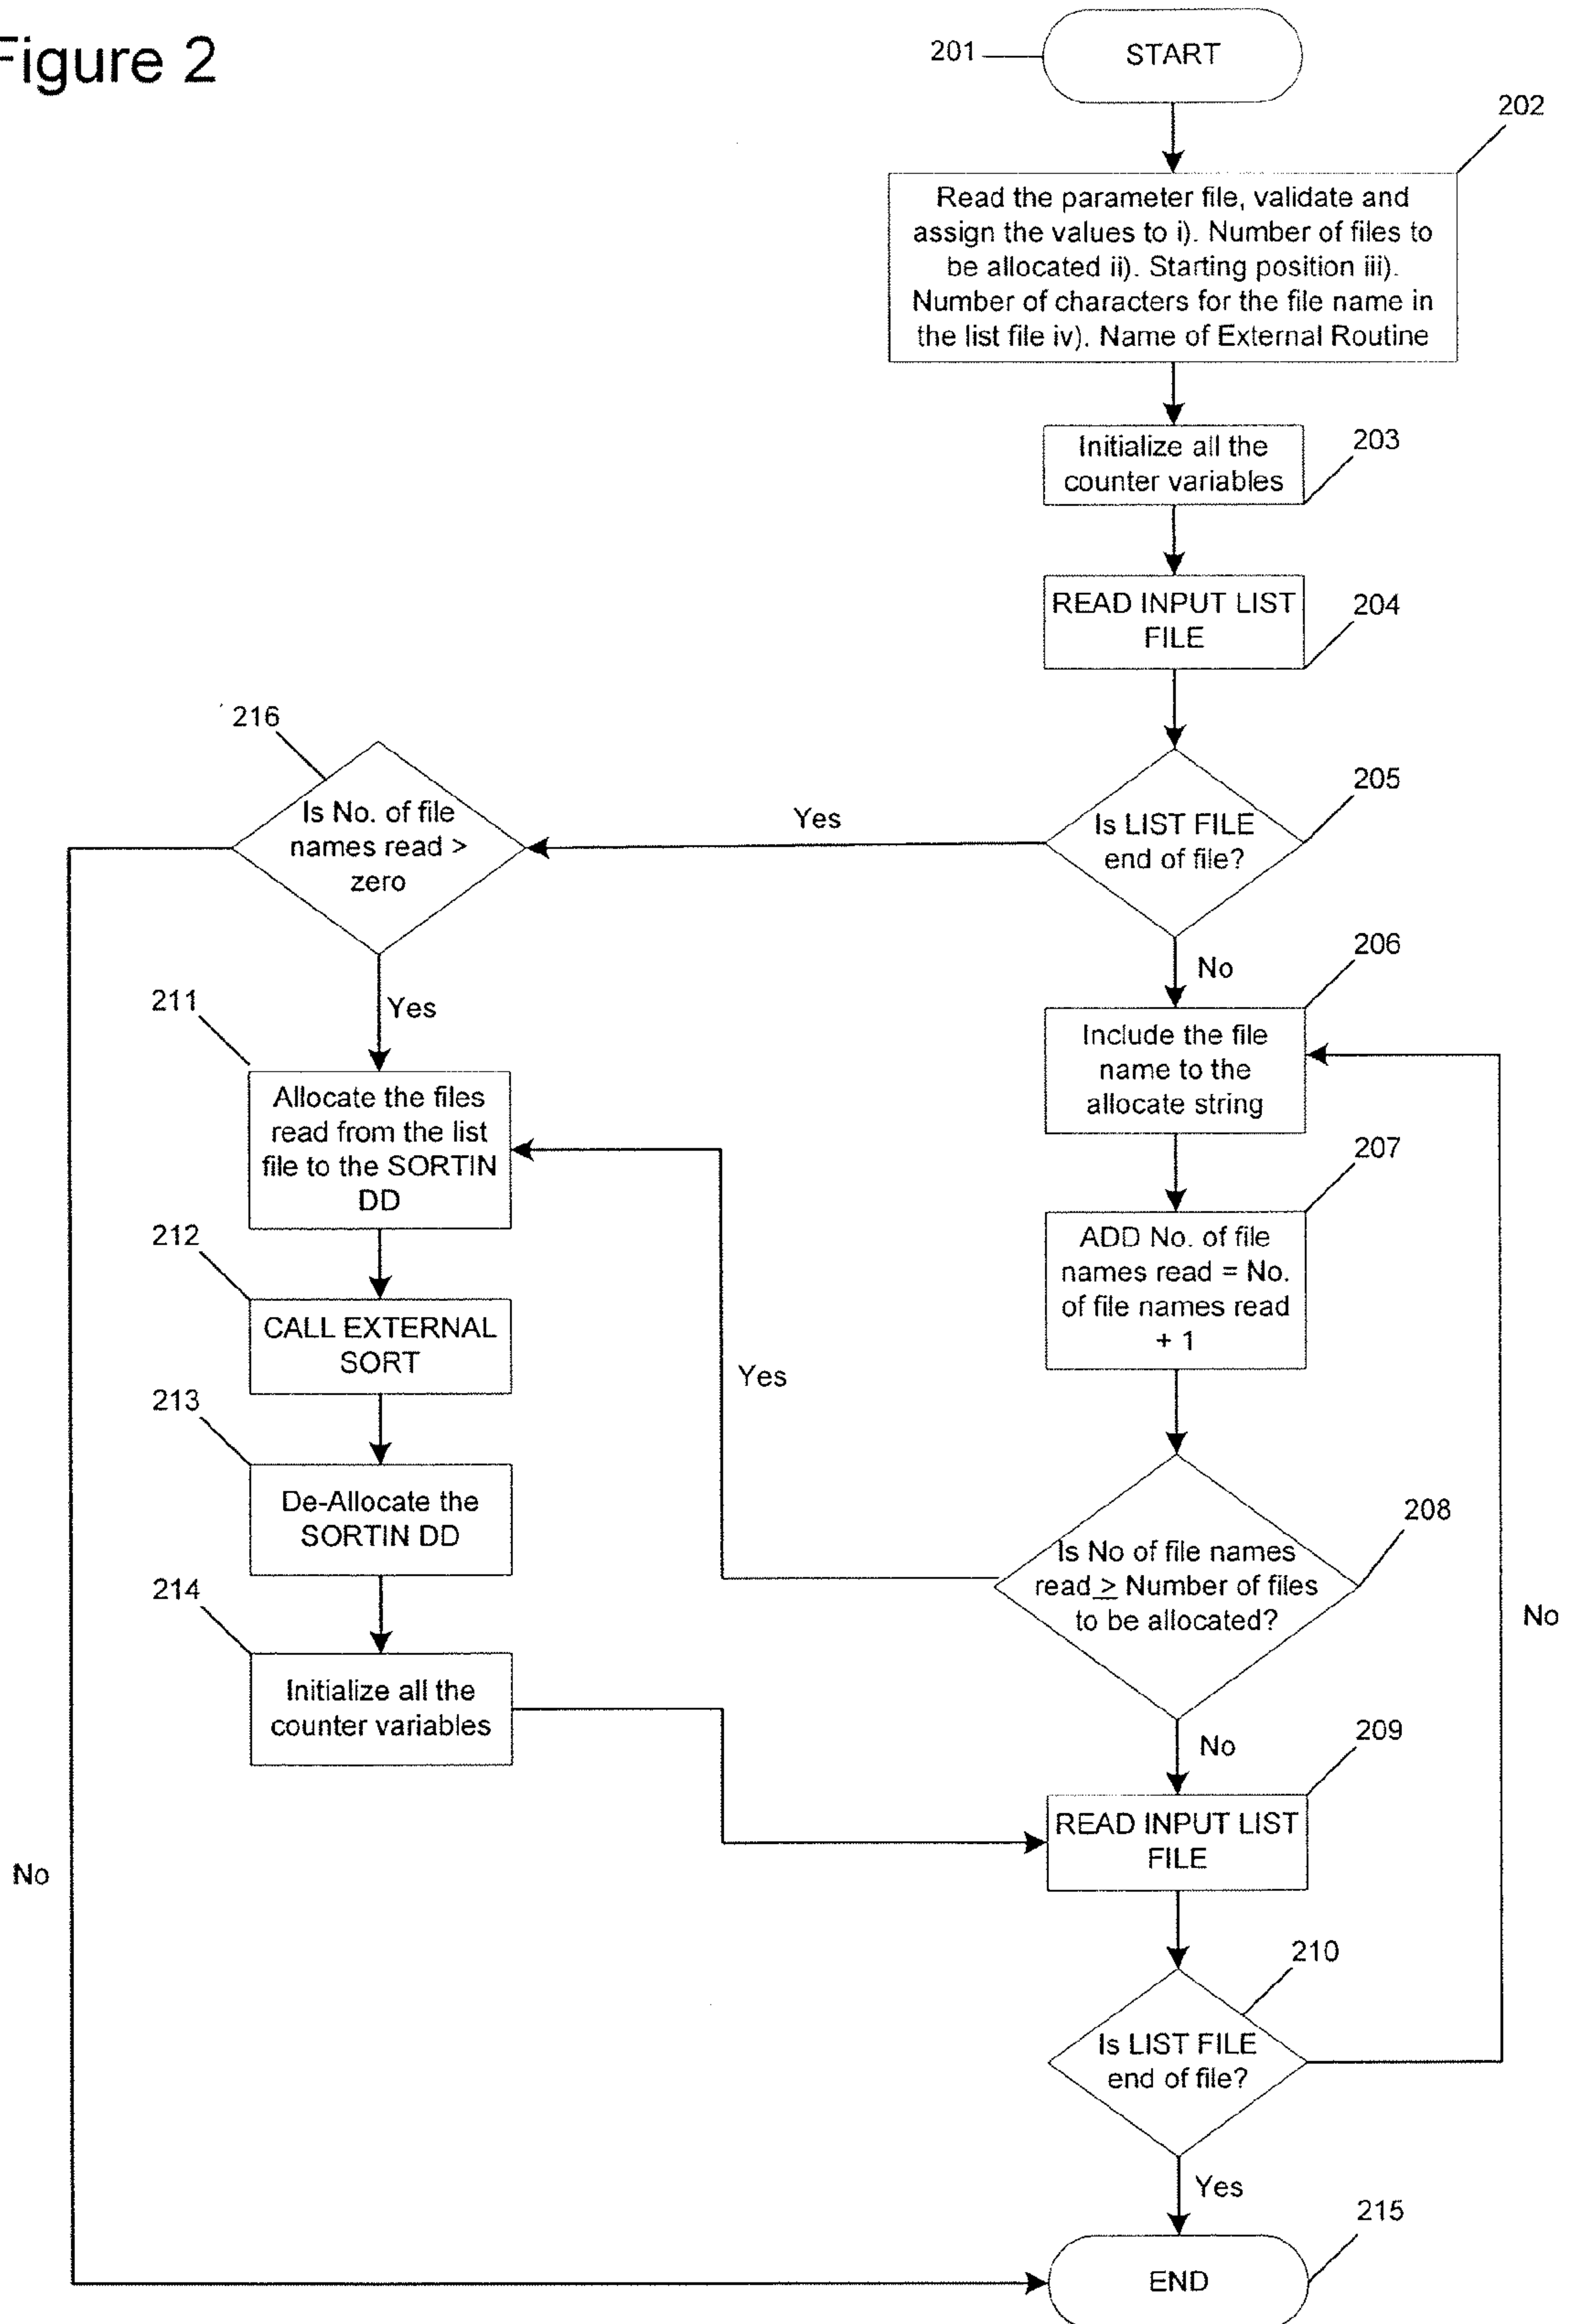 Figure 2
201
START
202
Read the parameter file, validate and
assign the values to i). Number of files to
be allocated ii). Starting position iii).
Number of characters for the file name in
the list file iv). Name of External Routine
Initialize all the
counter variables
203
READ INPUT LIST
FILE
204
216
Is No. of file
names read >
zero
Yes
Is LIST FILE
end of file?
205
No
206
211
Yes
Include the file
name to the
allocate string
Allocate the files
read from the list
file to the SORTIN
DD
207
ADD No. of file
names read = No.
of file names read
+ 1
212
CALL EXTERNAL
SORT
Yes
213
De-Allocate the
SORTIN DD
208
Is No of file names
read > Number of files
to be allocated?
214
Initialize all the
counter variables
No
No
209
READ INPUT LIST
FILE
No
210
Is LIST FILE
end of file?
Yes
215
END